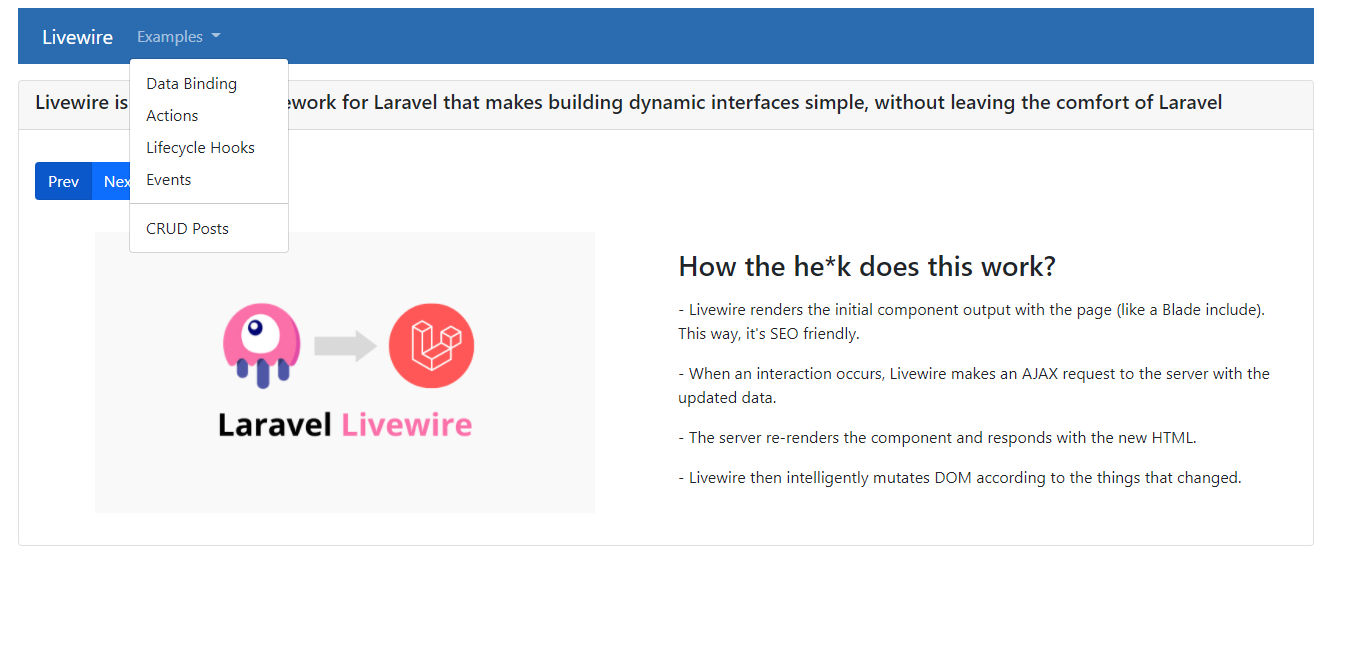 Livewire Examples
Data Binding
Actions
Lifecycle Hooks
Events
CRUD Posts
Livewire is for Laravel that makes building dynamic interfaces simple, without leaving the comfort of Laravel
Prev
How the he*k does this work?
- Livewire renders the initial component output with the page (like a Blade include).
This way, it's SEO friendly.
- When an interaction occurs, Livewire makes an AJAX request to the server with the
updated data.
- The server re-renders the component and responds with the new HTML.
- Livewire then intelligently mutates DOM according to the things that changed.
Laravel Livewire